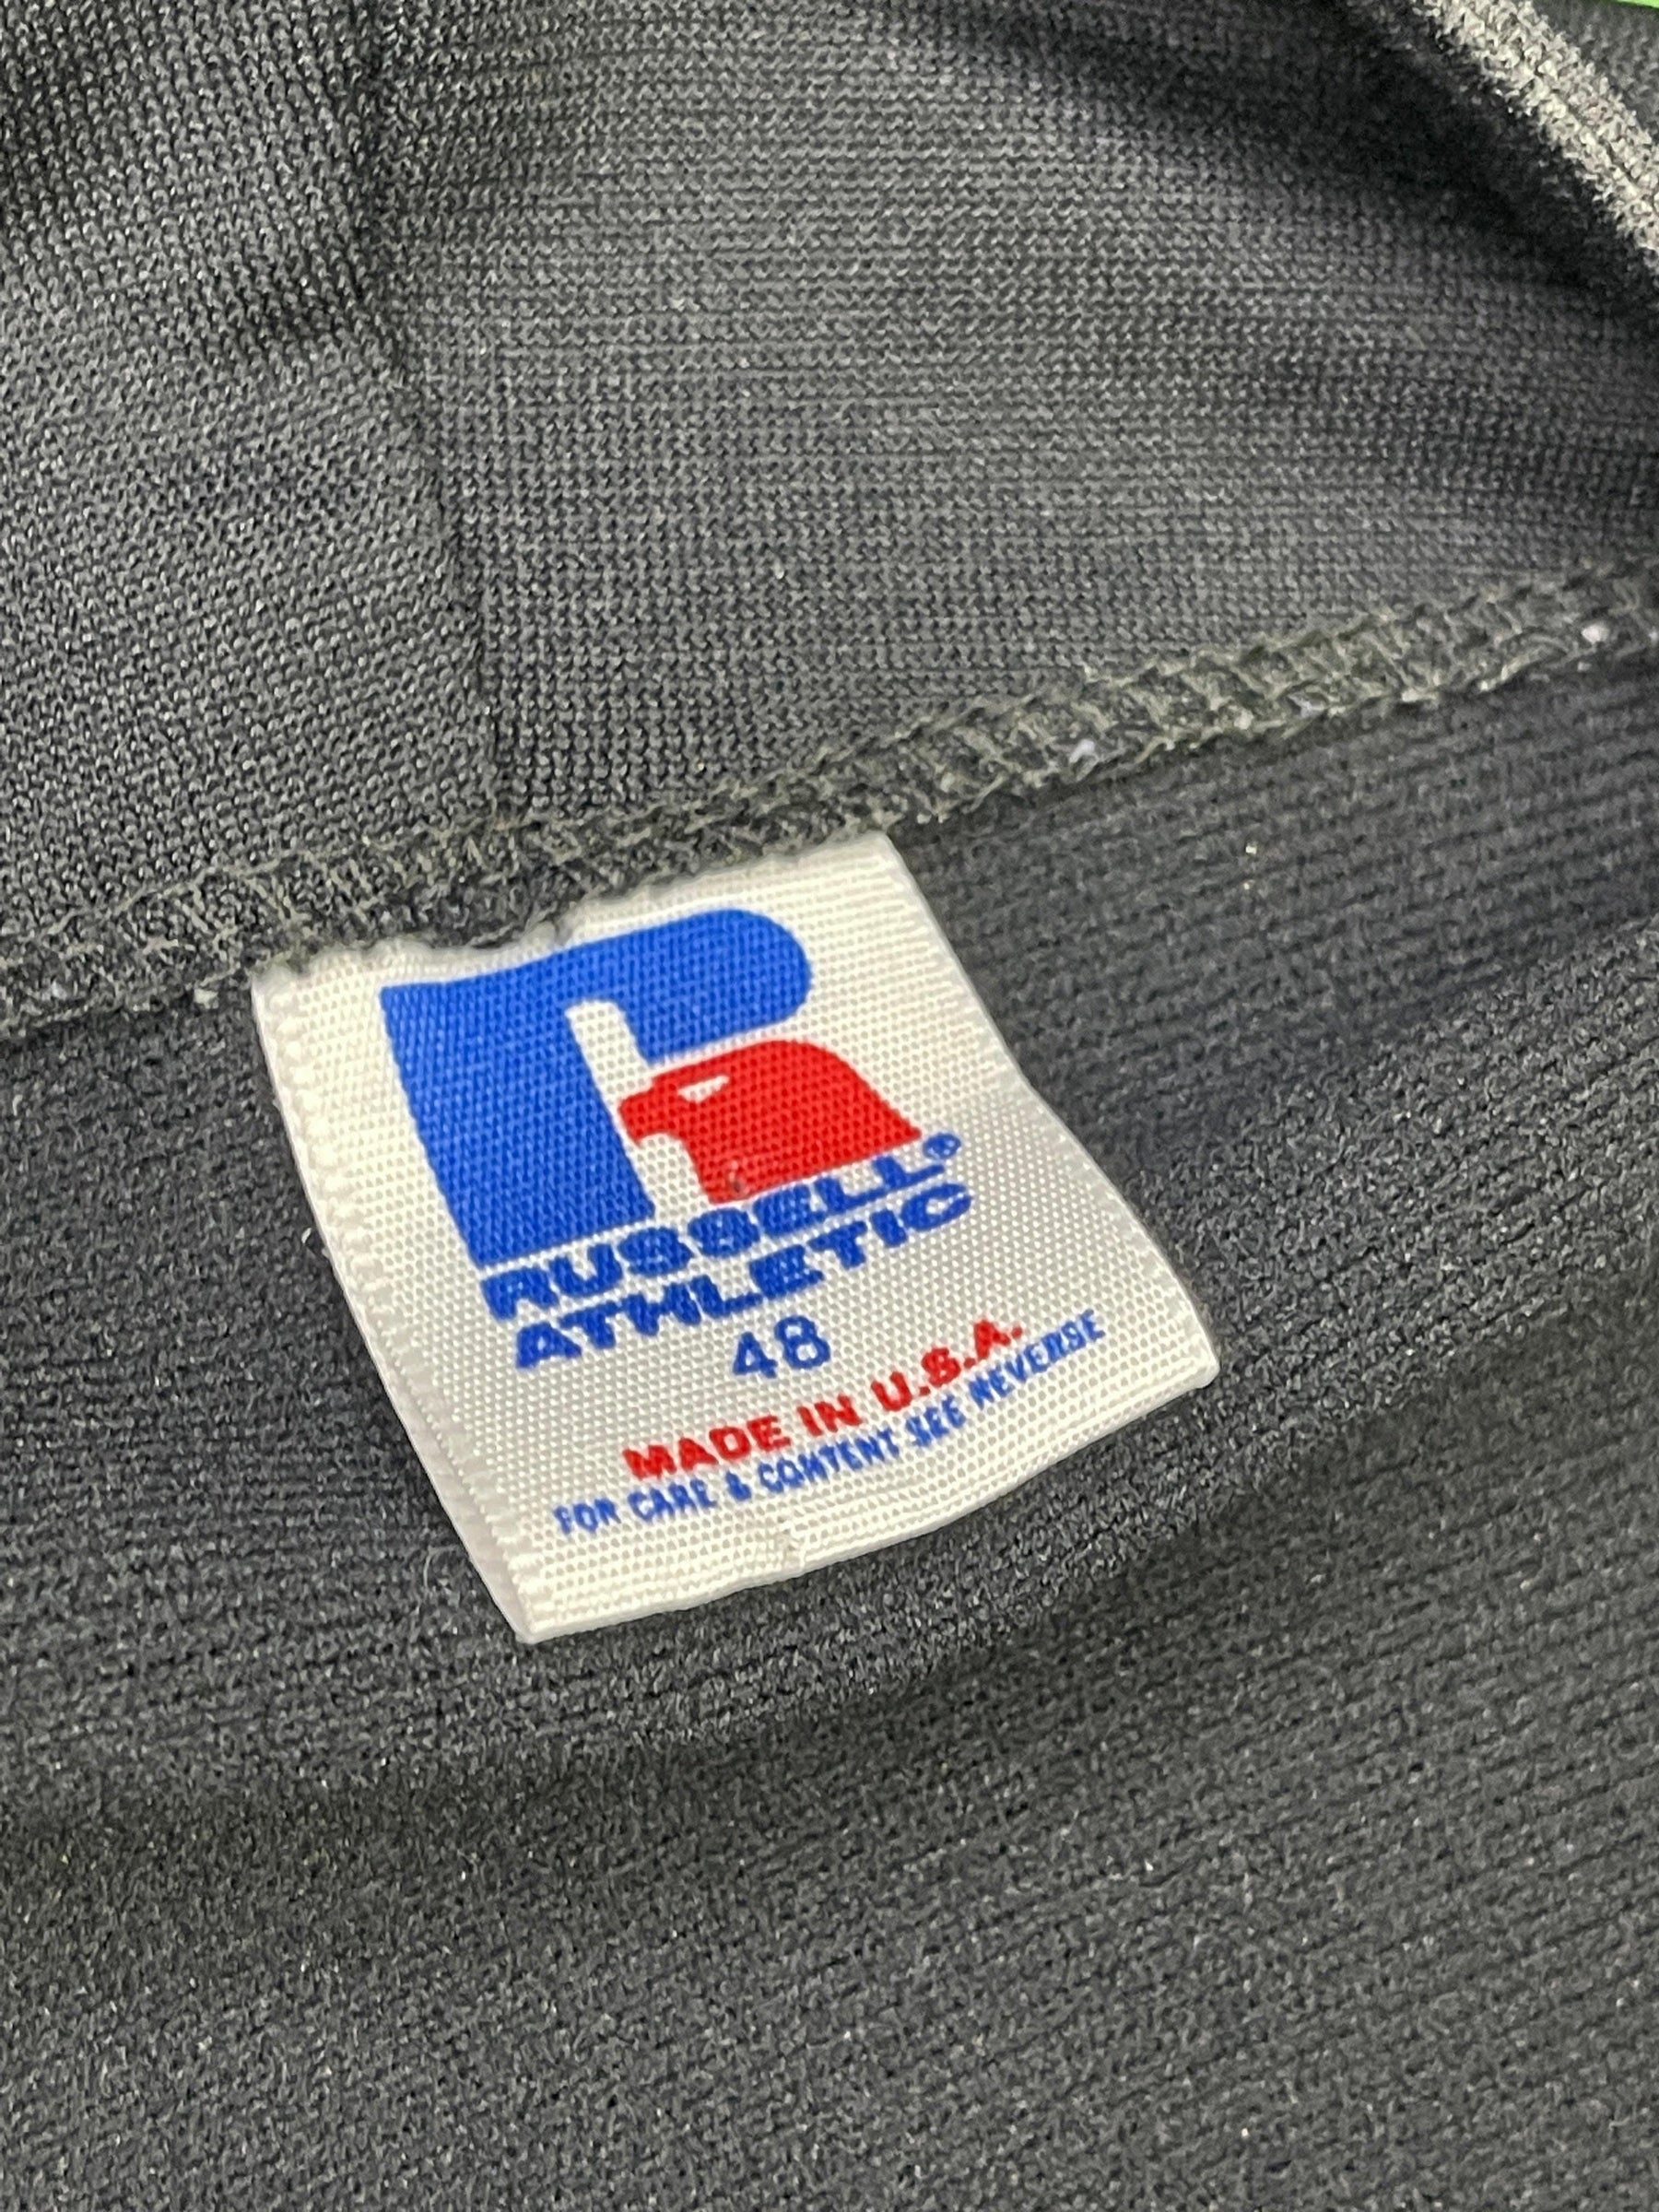 RUSSELL®
ATHLETIC
48
MADE IN U.S.A.
FOR CARE & CONTENT SEE REVERSE